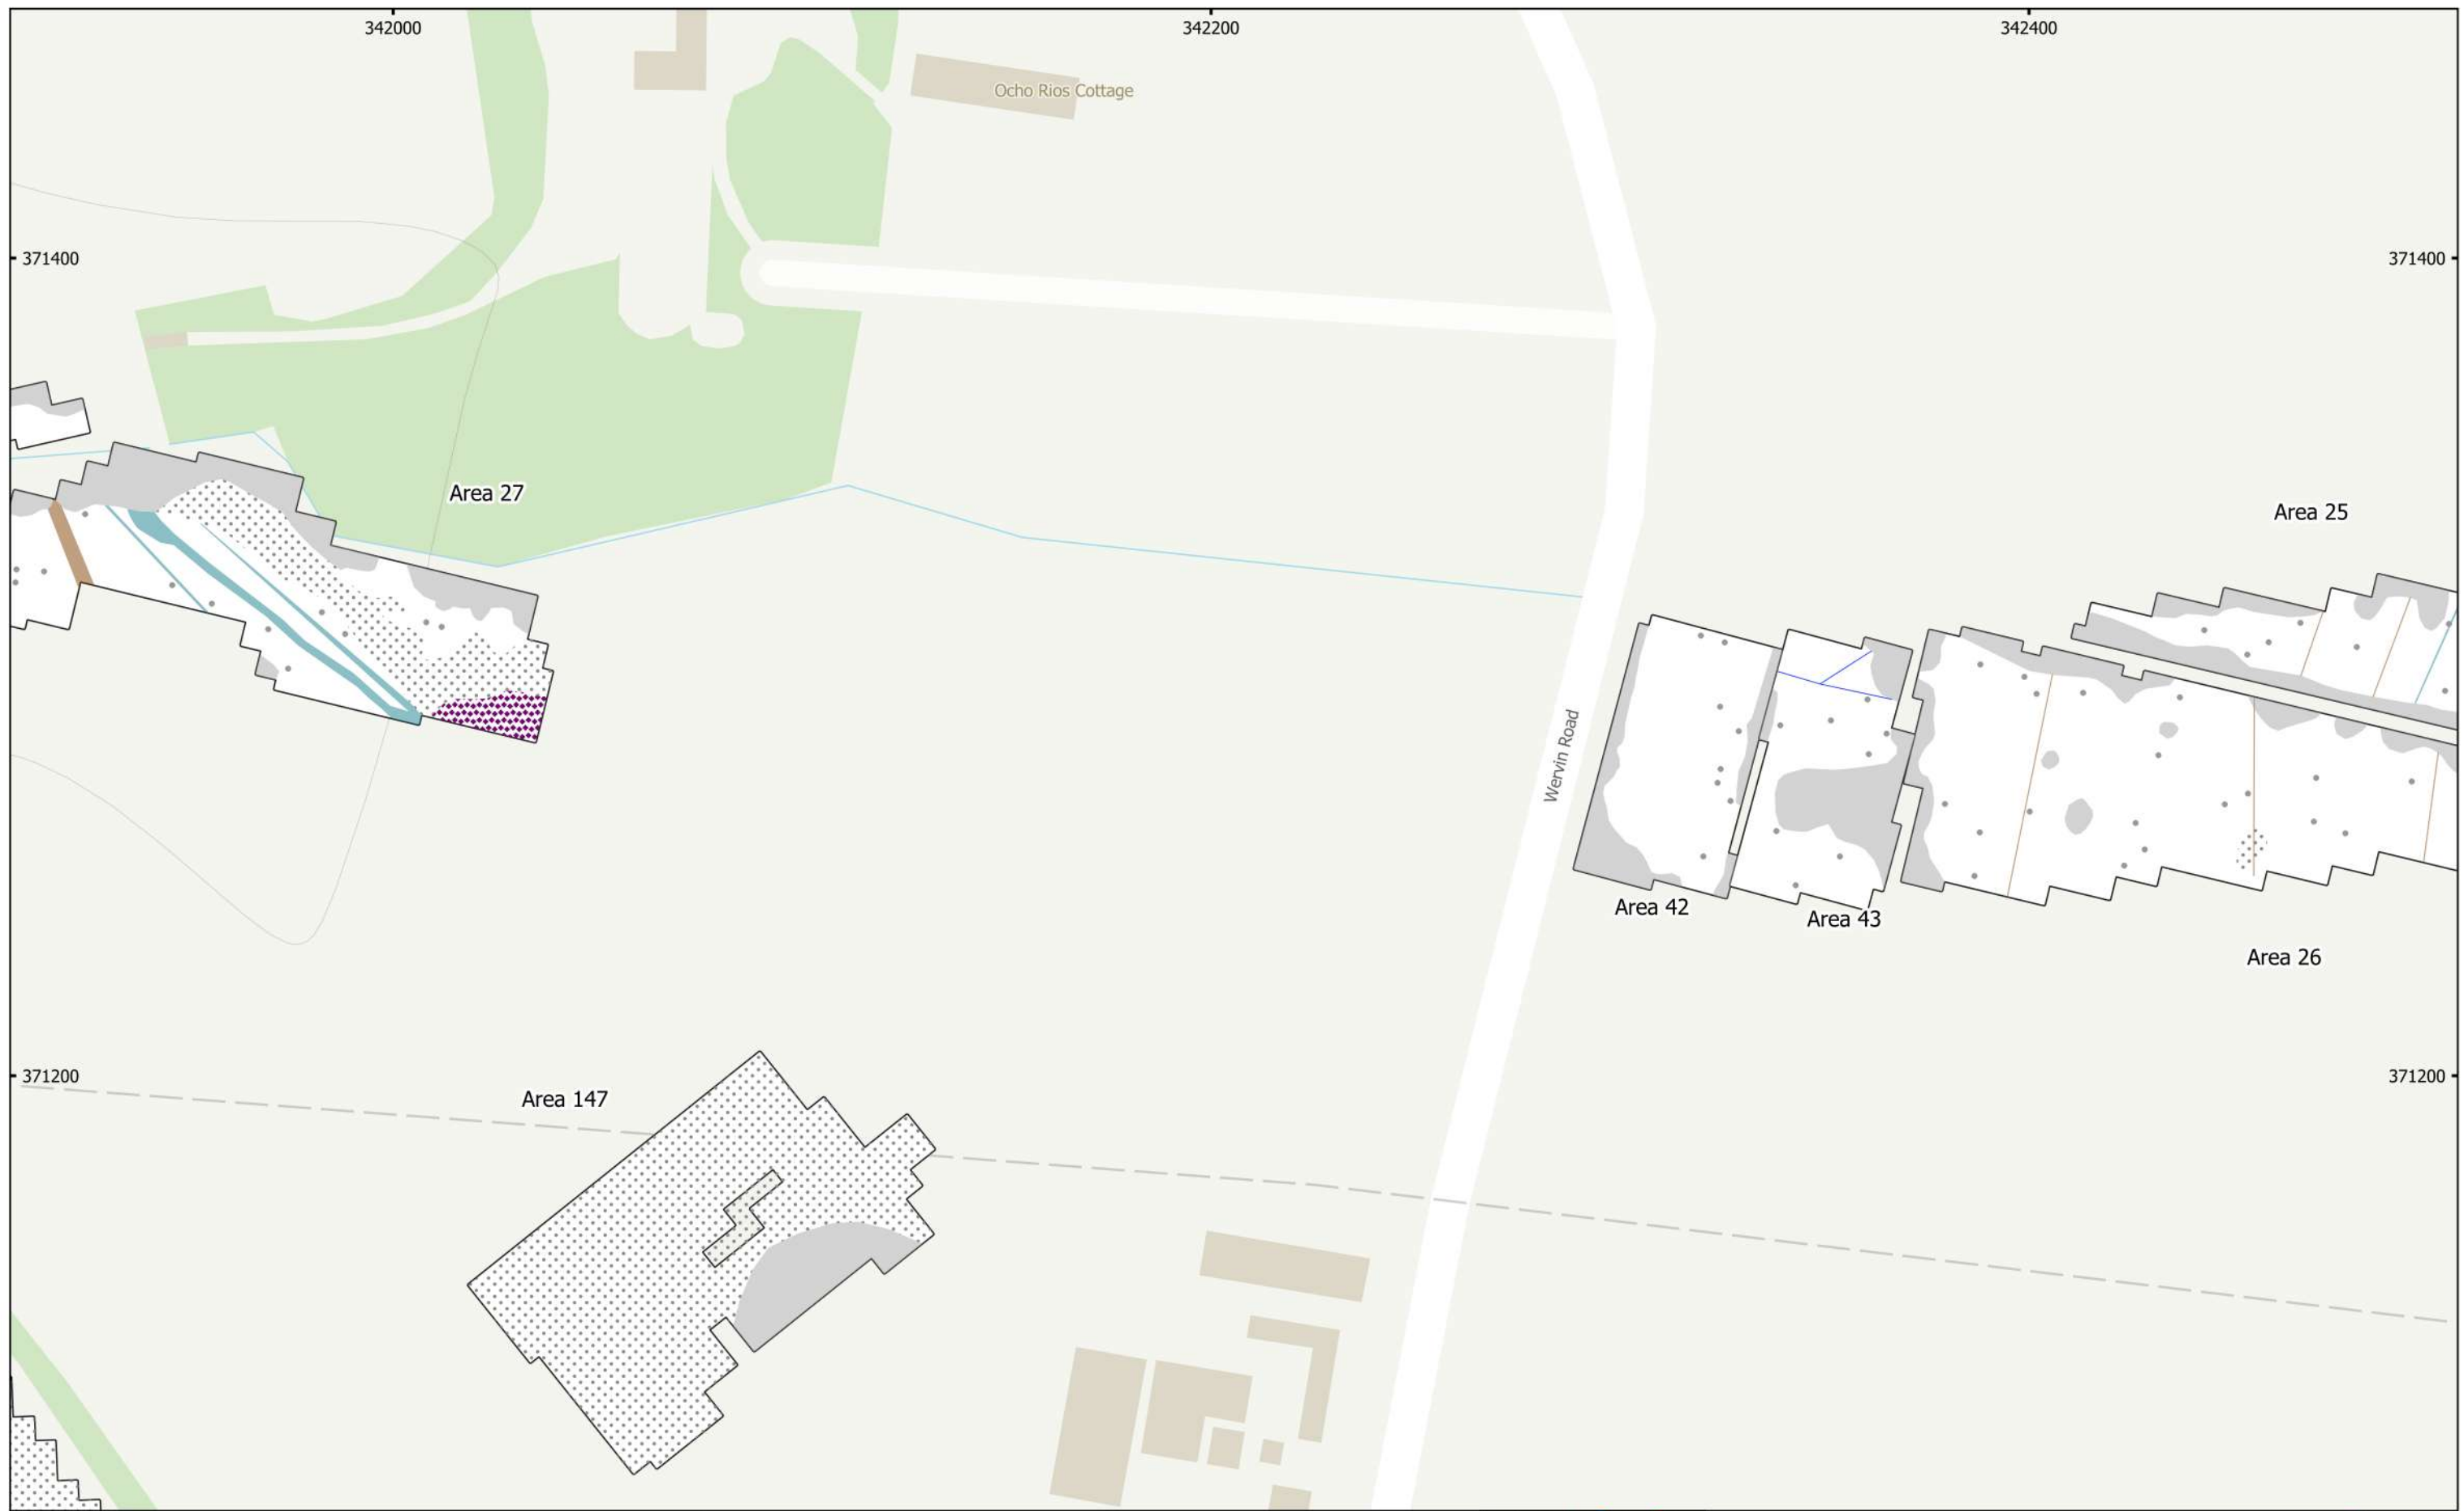 342000
342200
342400
Ocho Rios Cottage
371400
371400
Area 27
Area 25
Wervin Road
Area 42
Area 43
Area 26
371200
371200
Area 147